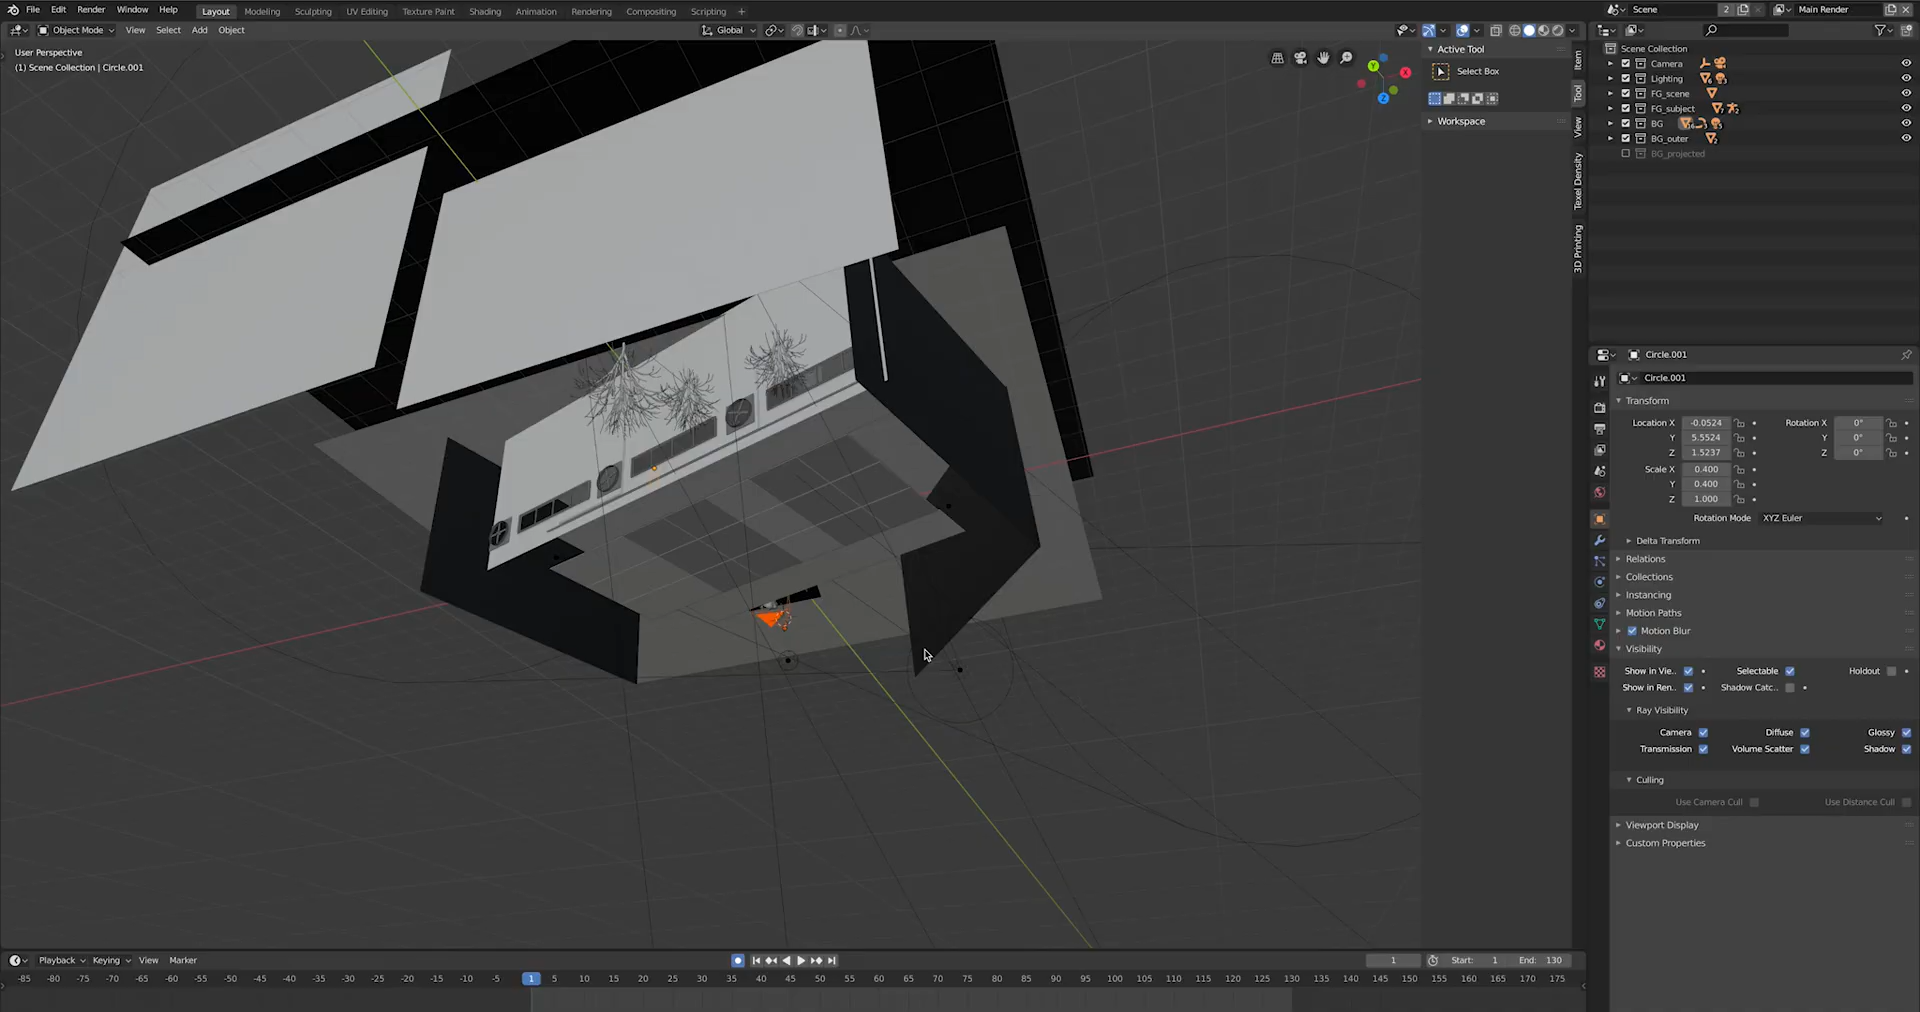 File Edit Render Window Help Layout Modeling Sculpting UV Editing Texture Paint Shading Animation Rendering Compositing Scripting + Scene 2 Main Render
Object Mode View Select Add Object Global
User Perspective
(1) Scene Collection | Circle.001
Y X Z
Active Tool
Select Box
Workspace
Item
Tool
View
Texel Density
3D Printing
Scene Collection
Camera
Lighting
FG_scene
FG_subject
BG
BG_outer
BG_projected
Circle.001
Circle.001
Transform
Location X -0.0524 Rotation X 0°
Y 5.5524 Y 0°
Z 1.5237 Z 0°
Scale X 0.400
Y 0.400
Z 1.000
Rotation Mode XYZ Euler
Delta Transform
Relations
Collections
Instancing
Motion Paths
Motion Blur
Visibility
Show in Vie.. Selectable Holdout
Show in Ren.. Shadow Catc..
Ray Visibility
Camera Diffuse Glossy
Transmission Volume Scatter Shadow
Culling
Use Camera Cull Use Distance Cull
Viewport Display
Custom Properties
Playback Keying View Marker 1 Start: 1 End: 130
-85 -80 -75 -70 -65 -60 -55 -50 -45 -40 -35 -30 -25 -20 -15 -10 -5 1 5 10 15 20 25 30 35 40 45 50 55 60 65 70 75 80 85 90 95 100 105 110 115 120 125 130 135 140 145 150 155 160 165 170 175